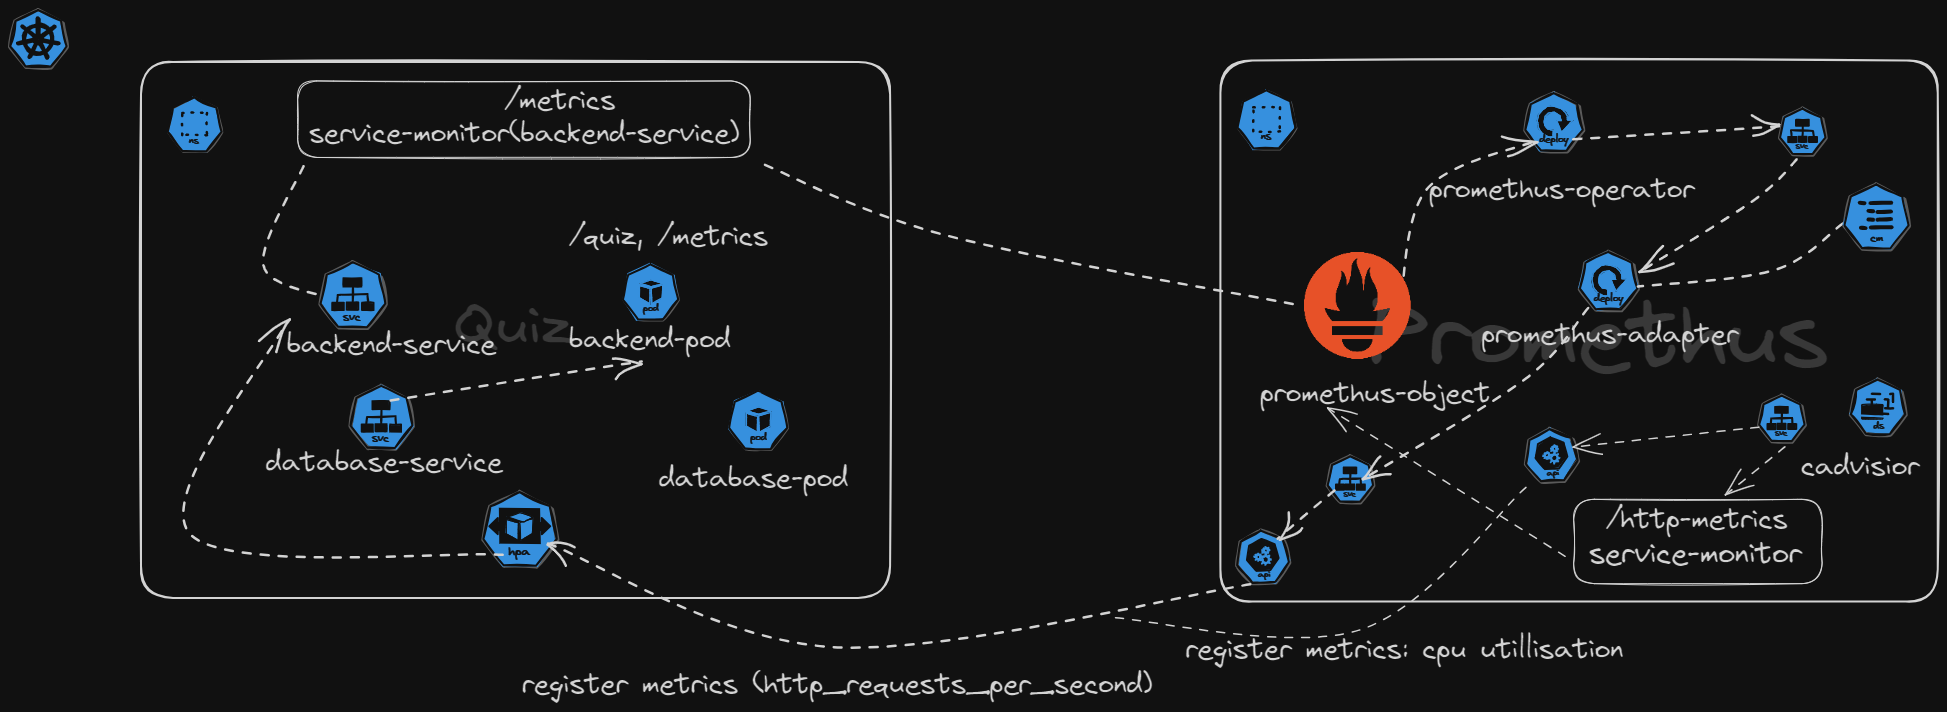 /metrics
service-monitor(backend-service)
ns
/quiz, /metrics
svc
backend-service
pod
backend-pod
Quiz
svc
database-service
pod
database-pod
hpa
ns
deploy
promethus-operator
svc
cm
deploy
promethus-adapter
Promethus
promethus-object
svc
api
svc
ds
cadvisior
api
/http-metrics
service-monitor
register metrics: cpu utillisation
register metrics (http_requests_per_second)